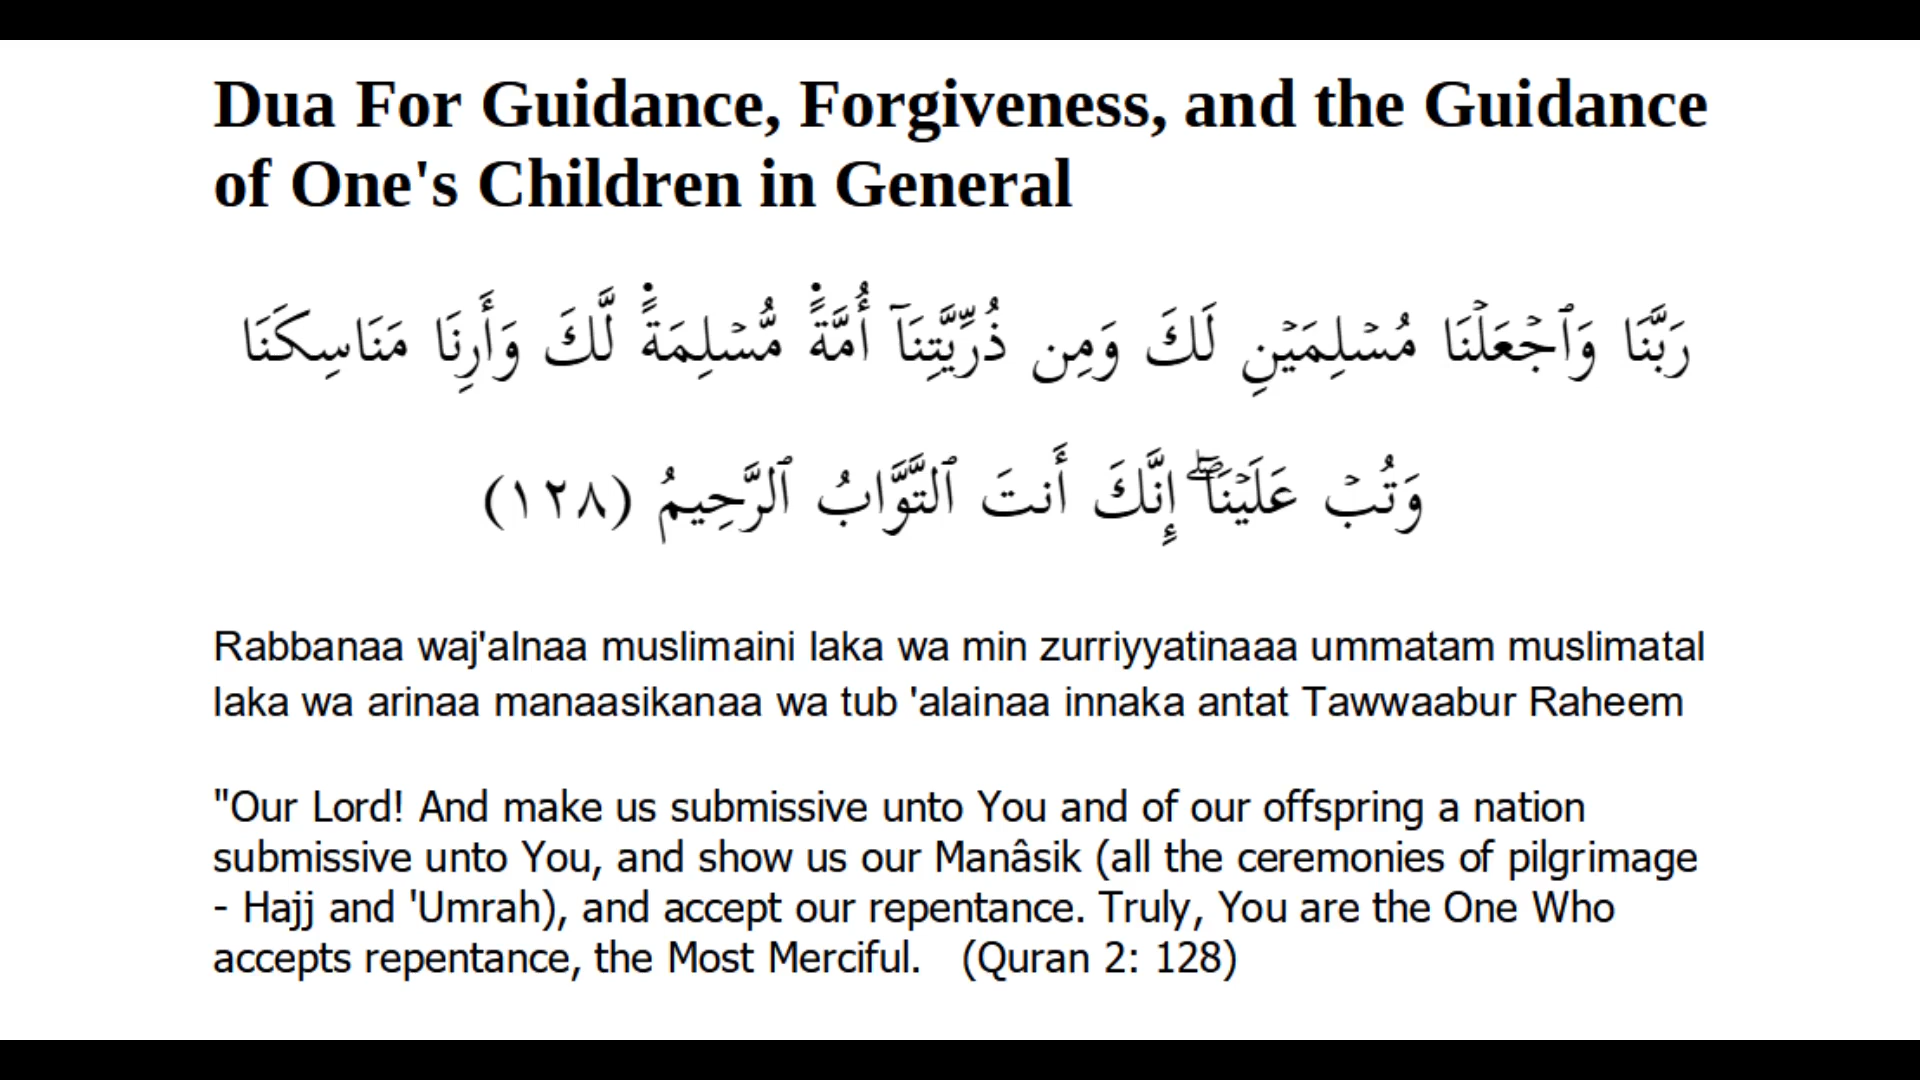 Dua For Guidance, Forgiveness, and the Guidance
of One's Children in General
رَبَّنَا وَٱجۡعَلۡنَا مُسۡلِمَيۡنِ لَكَ وَمِن ذُرِّيَّتِنَآ أُمَّةً۬ مُّسۡلِمَةً۬ لَّكَ وَأَرِنَا مَنَاسِكَنَا
وَتُبۡ عَلَيۡنَآ‌ۖ إِنَّكَ أَنتَ ٱلتَّوَّابُ ٱلرَّحِيمُ (١٢٨)
Rabbanaa waj'alnaa muslimaini laka wa min zurriyyatinaaa ummatam muslimatal
laka wa arinaa manaasikanaa wa tub 'alainaa innaka antat Tawwaabur Raheem
"Our Lord! And make us submissive unto You and of our offspring a nation
submissive unto You, and show us our Manâsik (all the ceremonies of pilgrimage
- Hajj and 'Umrah), and accept our repentance. Truly, You are the One Who
accepts repentance, the Most Merciful.   (Quran 2: 128)